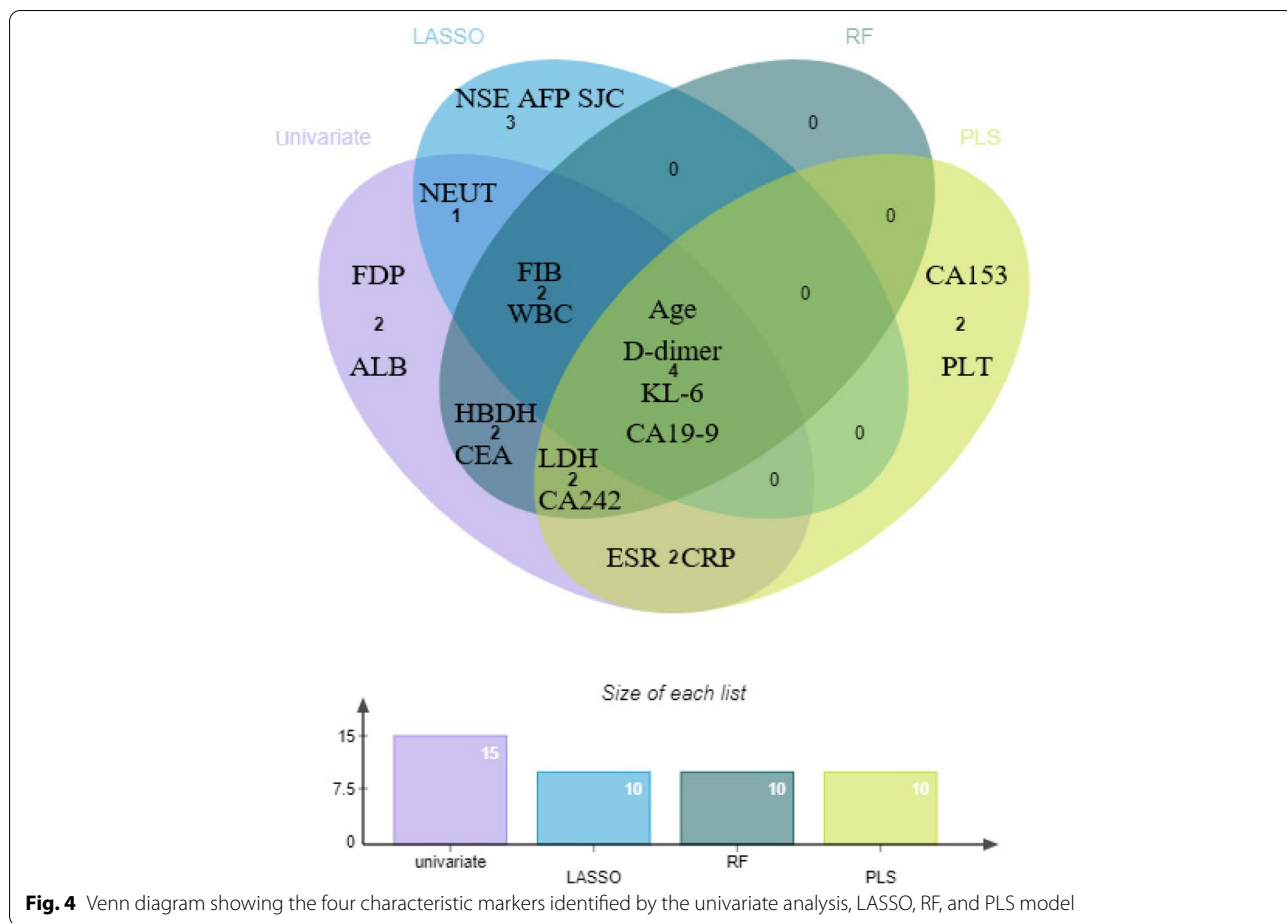 LASSO
RF
Univariate
PLS
NSE AFP SJC
3
0
0
NEUT
1
0
FDP
2
ALB
FIB
2
WBC
0
CA153
2
PLT
Age
D-dimer
4
KL-6
CA19-9
HBDH
2
CEA
LDH
2
CA242
0
0
ESR 2 CRP
Size of each list
15
7.5
0
15
10
10
10
univariate
LASSO
RF
PLS
Fig. 4 Venn diagram showing the four characteristic markers identified by the univariate analysis, LASSO, RF, and PLS model